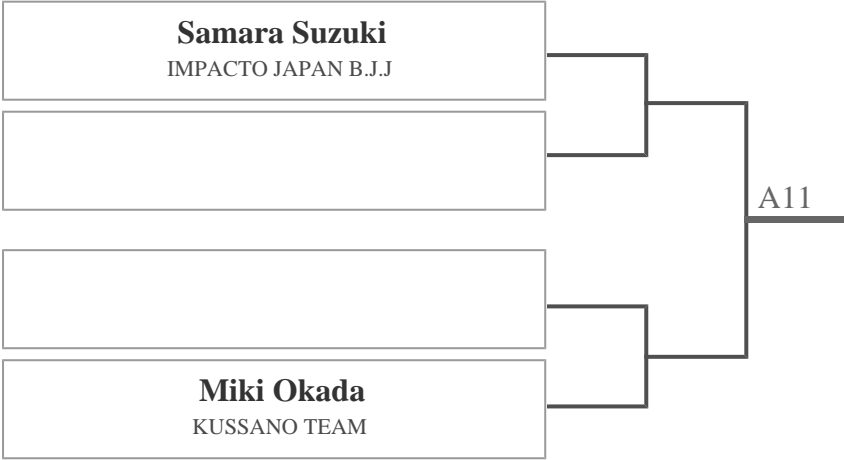 Samara Suzuki
IMPACTO JAPAN B.J.J
A11
Miki Okada
KUSSANO TEAM